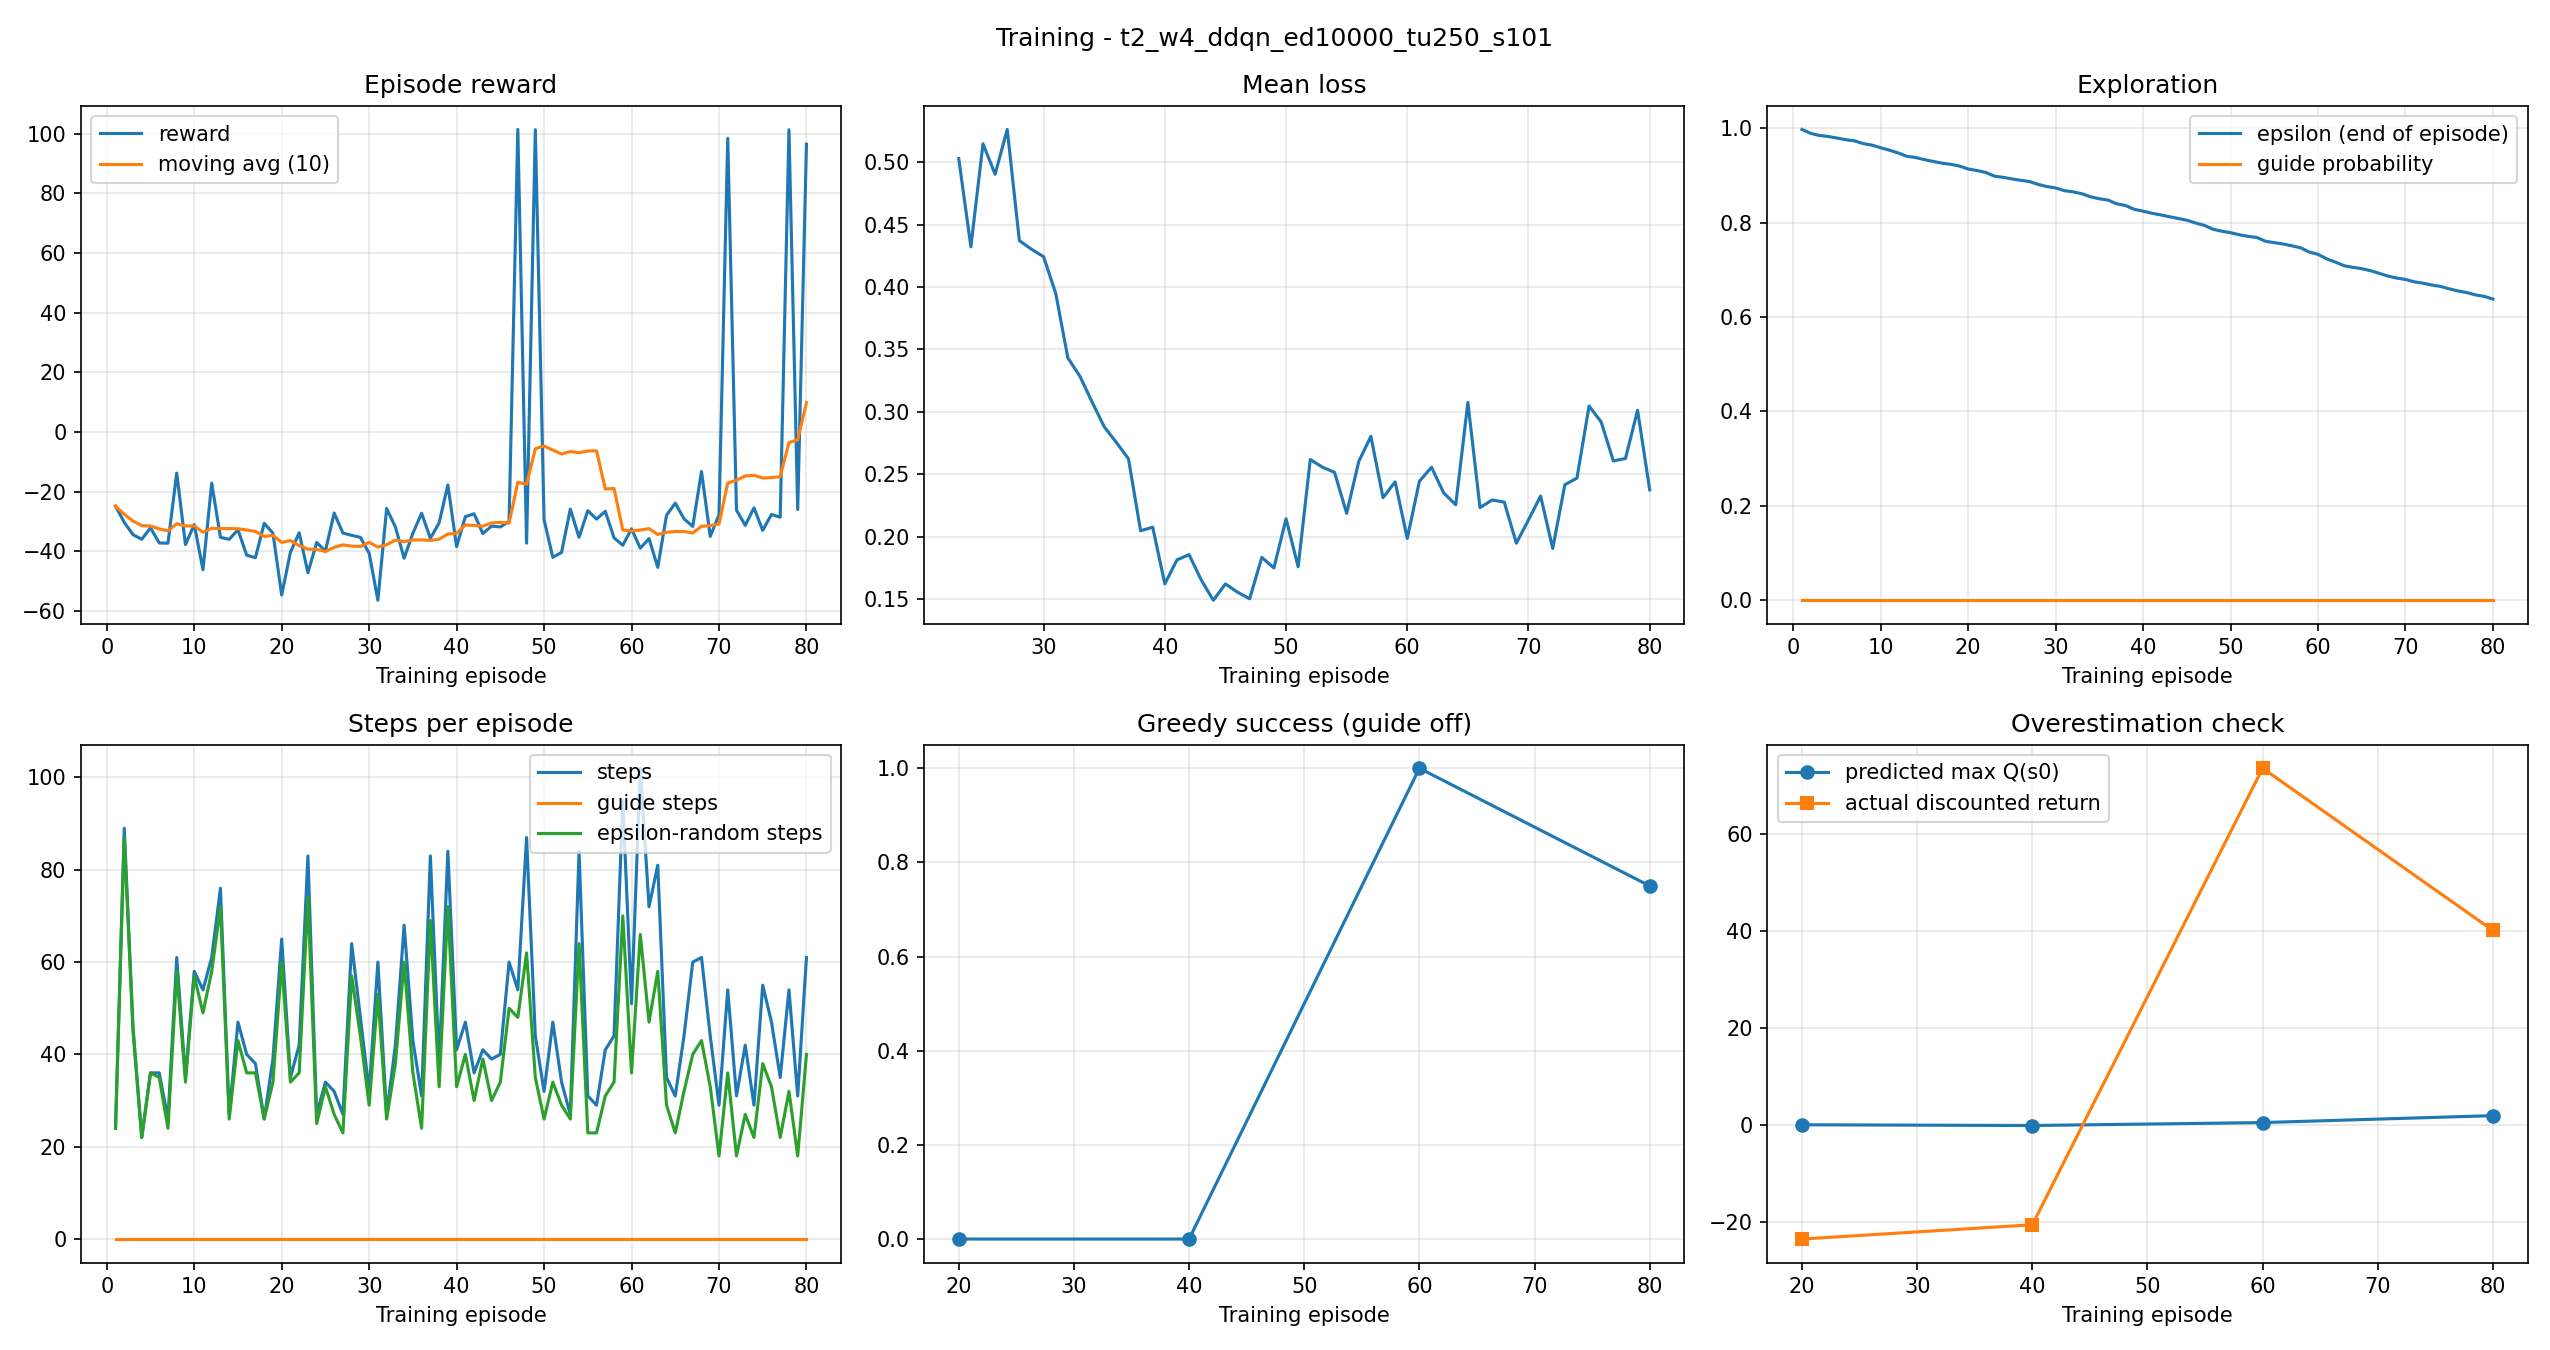 Training - t2_w4_ddqn_ed10000_tu250_s101
Episode reward
reward
moving avg (10)
100
80
60
40
20
0
−20
−40
−60
0 10 20 30 40 50 60 70 80
Training episode
Mean loss
0.50
0.45
0.40
0.35
0.30
0.25
0.20
0.15
30 40 50 60 70 80
Training episode
Exploration
epsilon (end of episode)
guide probability
1.0
0.8
0.6
0.4
0.2
0.0
0 10 20 30 40 50 60 70 80
Training episode
Steps per episode
steps
guide steps
epsilon-random steps
100
80
60
40
20
0
0 10 20 30 40 50 60 70 80
Training episode
Greedy success (guide off)
1.0
0.8
0.6
0.4
0.2
0.0
20 30 40 50 60 70 80
Training episode
Overestimation check
predicted max Q(s0)
actual discounted return
60
40
20
0
−20
20 30 40 50 60 70 80
Training episode